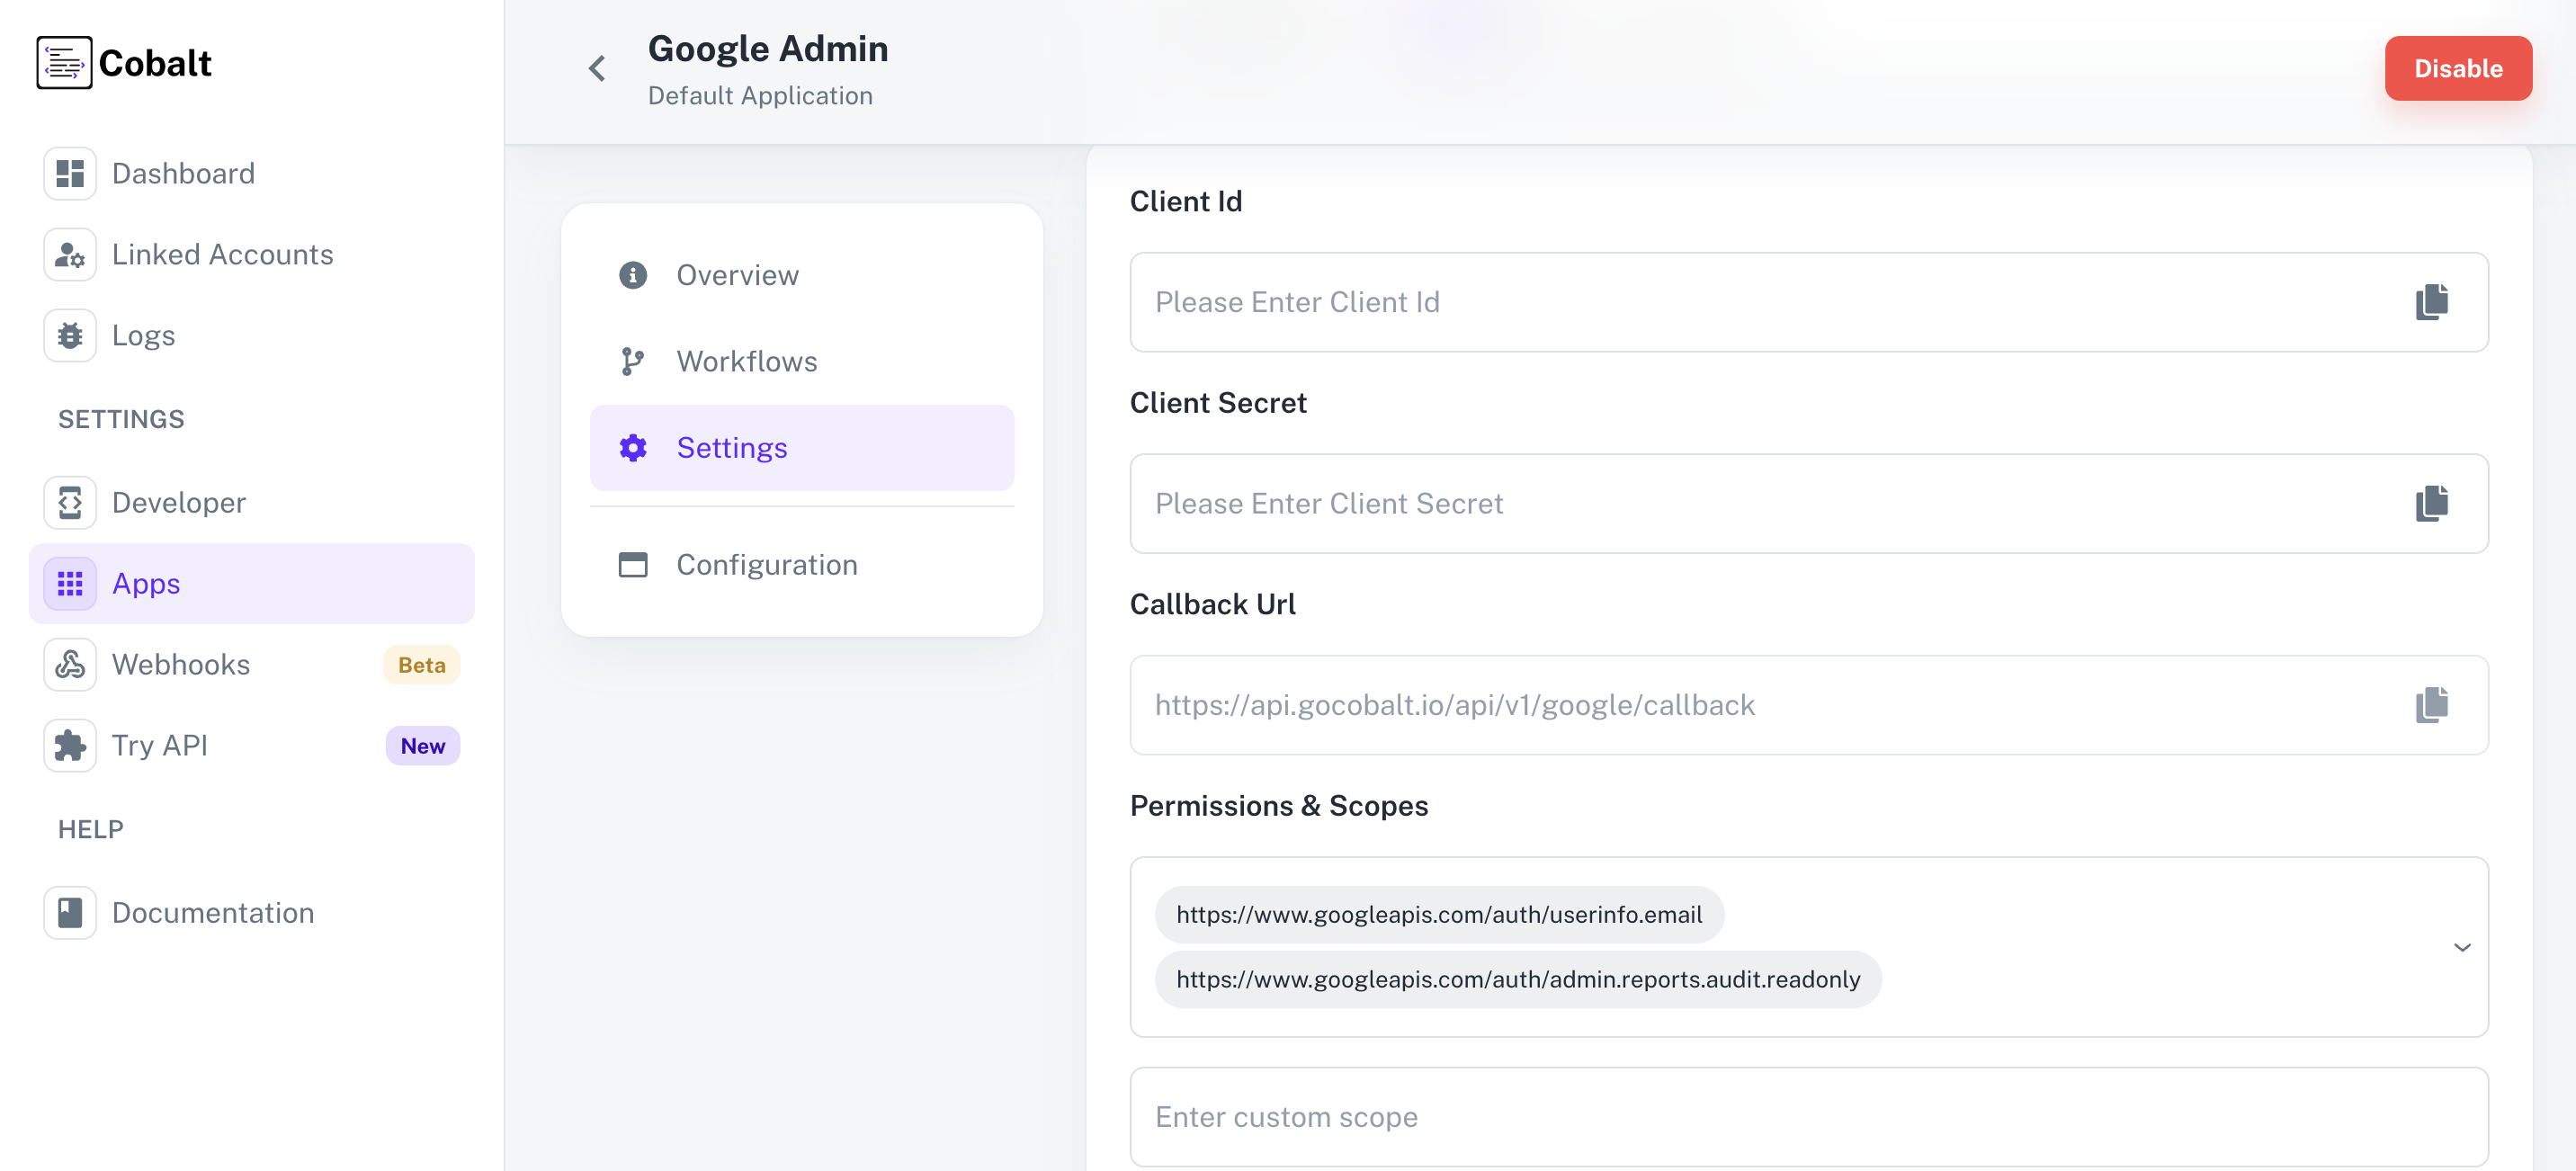 Cobalt
Dashboard
Linked Accounts
Logs
SETTINGS
Developer
Apps
Webhooks
Beta
Try API
New
HELP
Documentation
Google Admin
Default Application
Disable
Overview
Workflows
Settings
Configuration
Client Id
Please Enter Client Id
Client Secret
Please Enter Client Secret
Callback Url
https://api.gocobalt.io/api/v1/google/callback
Permissions & Scopes
https://www.googleapis.com/auth/userinfo.email
https://www.googleapis.com/auth/admin.reports.audit.readonly
Enter custom scope